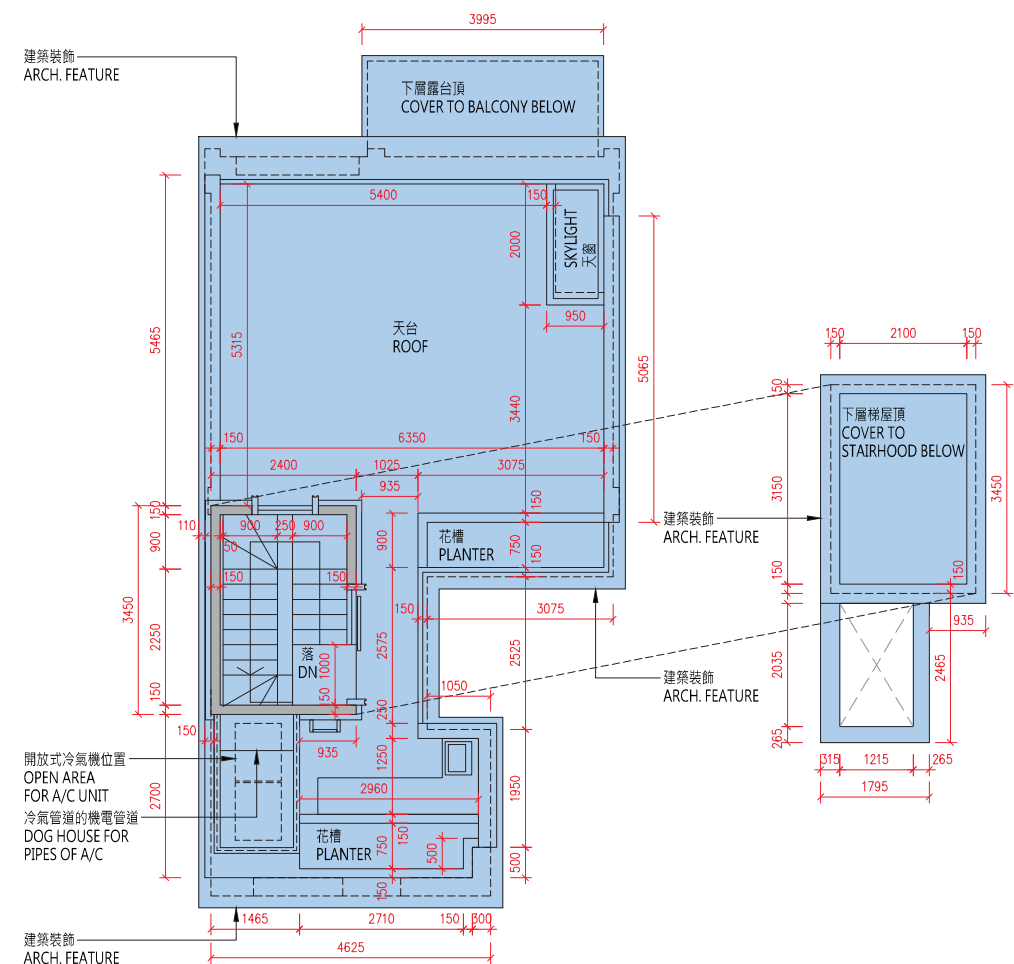 3995
建築裝飾
ARCH. FEATURE
下層露台頂
COVER TO BALCONY BELOW
5400
150
SKYLIGHT
天窗
2000
950
5465
5315
天台
ROOF
5065
3440
150
6350
150
2400
1025
3075
935
150
150
110
900
250
900
50
900
900
花槽
PLANTER
750
150
150
150
3450
2250
150
3075
2575
2525
落
DN
1000
150
150
1050
250
150
935
開放式冷氣機位置
OPEN AREA
FOR A/C UNIT
冷氣管道的機電管道
DOG HOUSE FOR
PIPES OF A/C
2700
1250
2960
1950
花槽
PLANTER
750
150
500
500
150
1465
2710
150
300
4625
建築裝飾
ARCH. FEATURE
150
2100
150
150
下層梯屋頂
COVER TO
STAIRHOOD BELOW
3150
3450
建築裝飾
ARCH. FEATURE
150
150
935
2035
2465
建築裝飾
ARCH. FEATURE
265
315
1215
265
1795